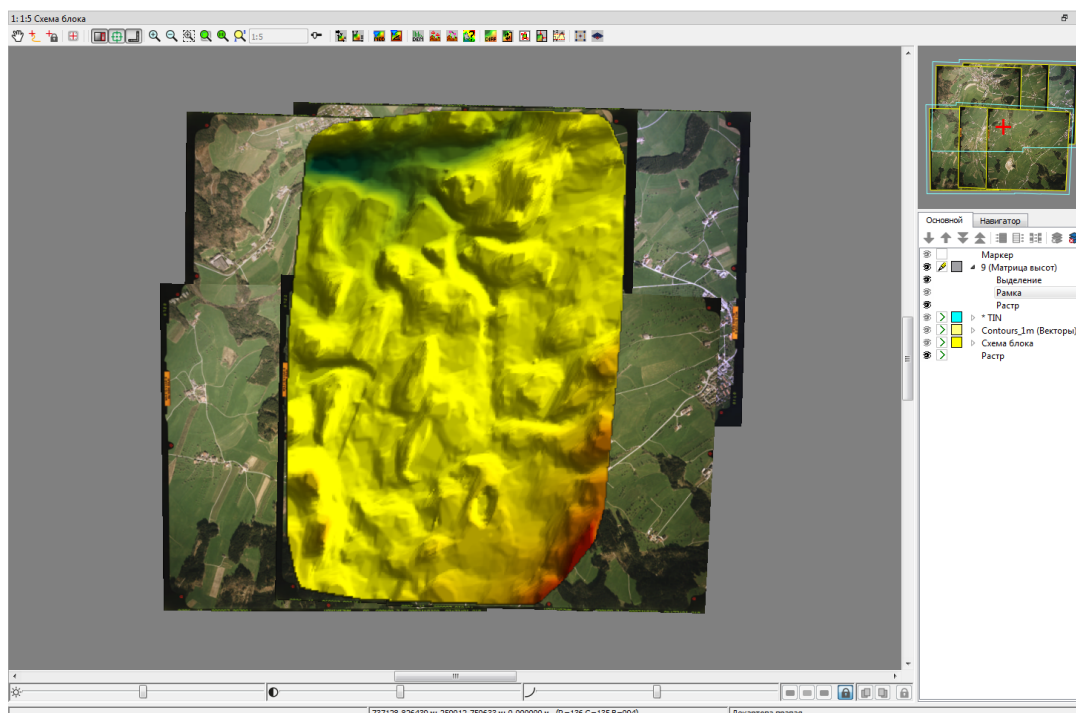 1: 1:5 Схема блока
1:5
Основной Навигатор
Маркер
9 (Матрица высот)
Выделение
Рамка
Растр
* TIN
Contours_1m (Векторы)
Схема блока
Растр